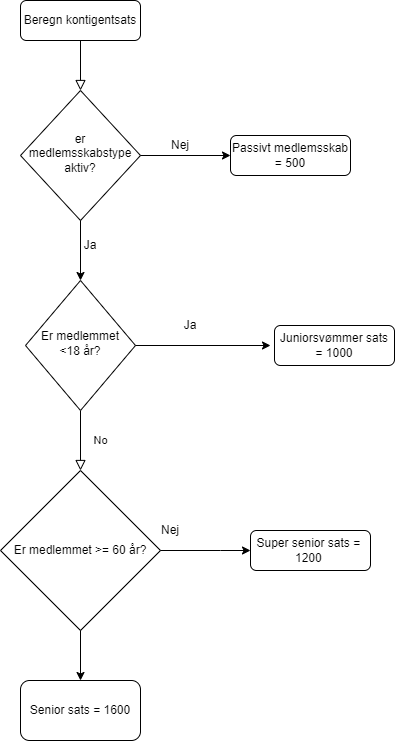 Beregn kontigentsats
er
medlemsskabstype
aktiv?
Nej
Passivt medlemsskab
= 500
Ja
Er medlemmet
<18 år?
Ja
Juniorsvømmer sats
= 1000
No
Er medlemmet >= 60 år?
Nej
Super senior sats =
1200
Senior sats = 1600